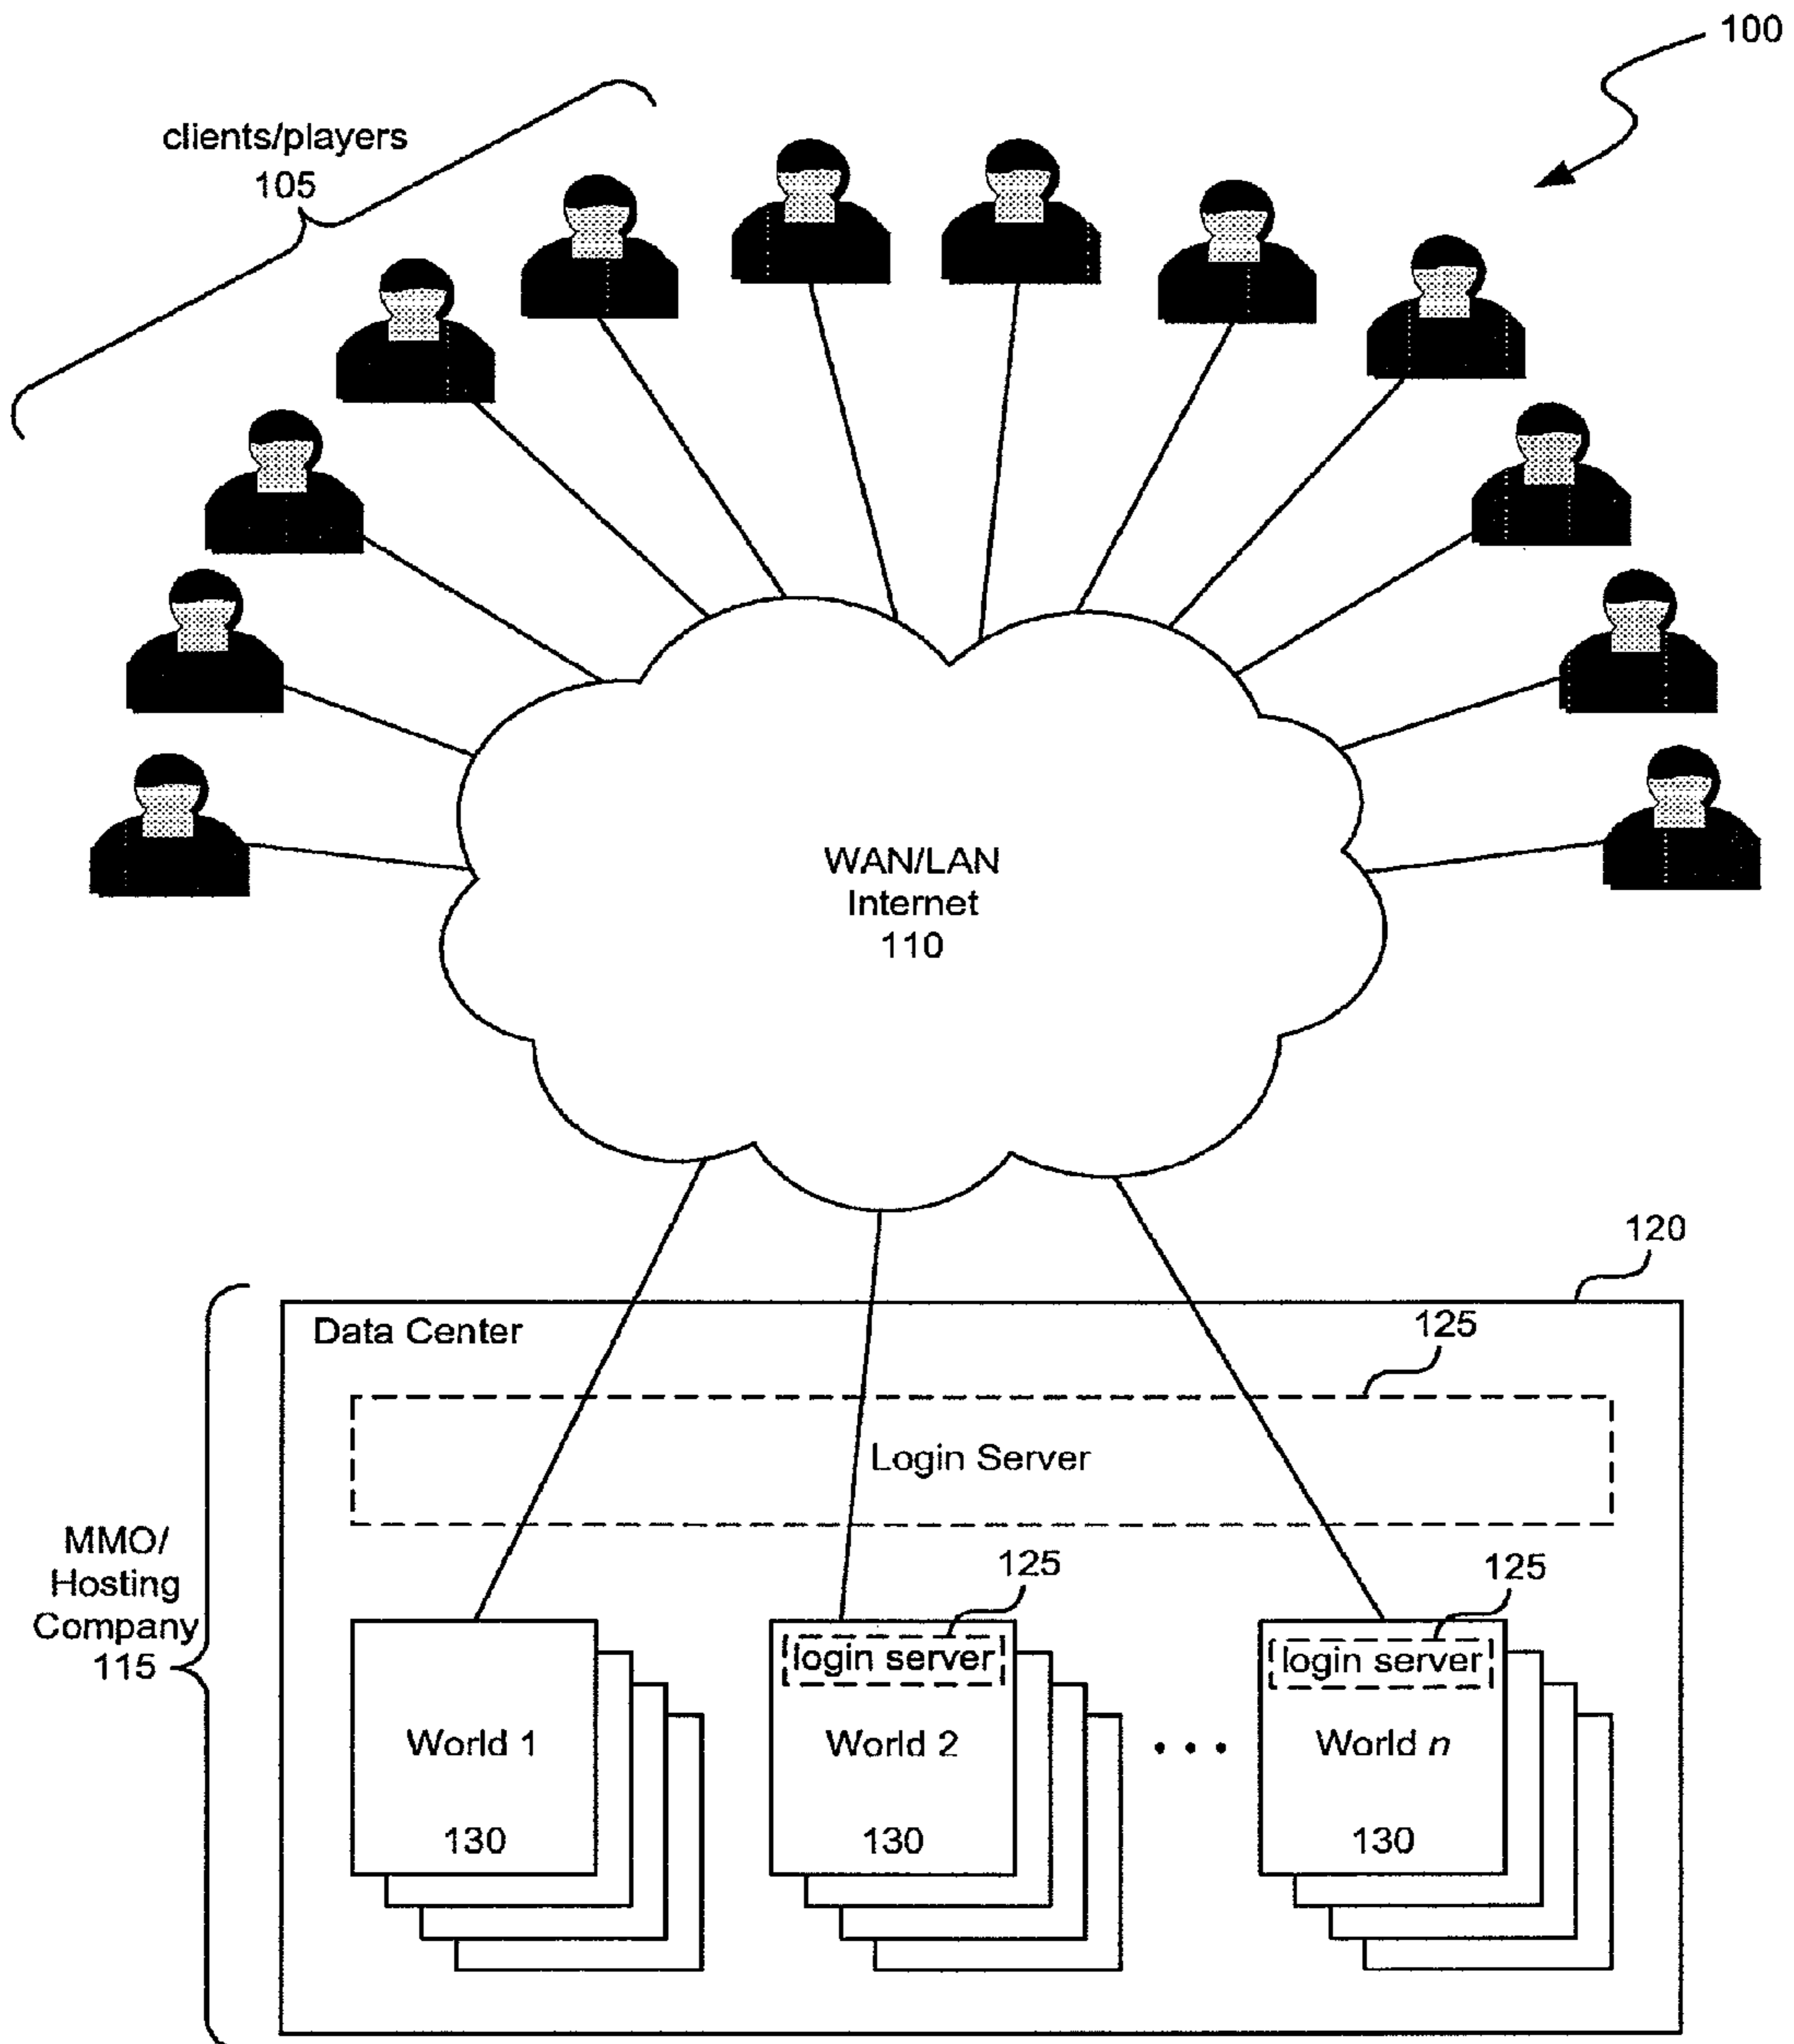 100
clients/players
105
WAN/LAN
Internet
110
120
Data Center
125
Login Server
MMO/
Hosting
Company
115
125
125
login server
login server
World 1
World 2
• • •
World n
130
130
130